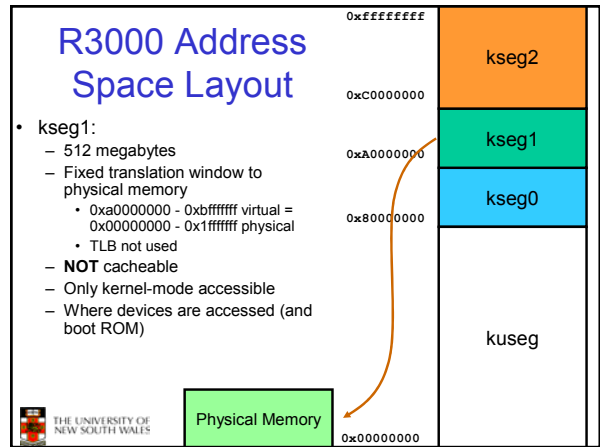 R3000 Address
Space Layout
• kseg1:
– 512 megabytes
– Fixed translation window to
physical memory
• 0xa0000000 - 0xbfffffff virtual =
0x00000000 - 0x1fffffff physical
• TLB not used
– NOT cacheable
– Only kernel-mode accessible
– Where devices are accessed (and
boot ROM)
THE UNIVERSITY OF
NEW SOUTH WALES
Physical Memory
0xffffffff
kseg2
0xC0000000
kseg1
0xA0000000
kseg0
0x80000000
kuseg
0x00000000